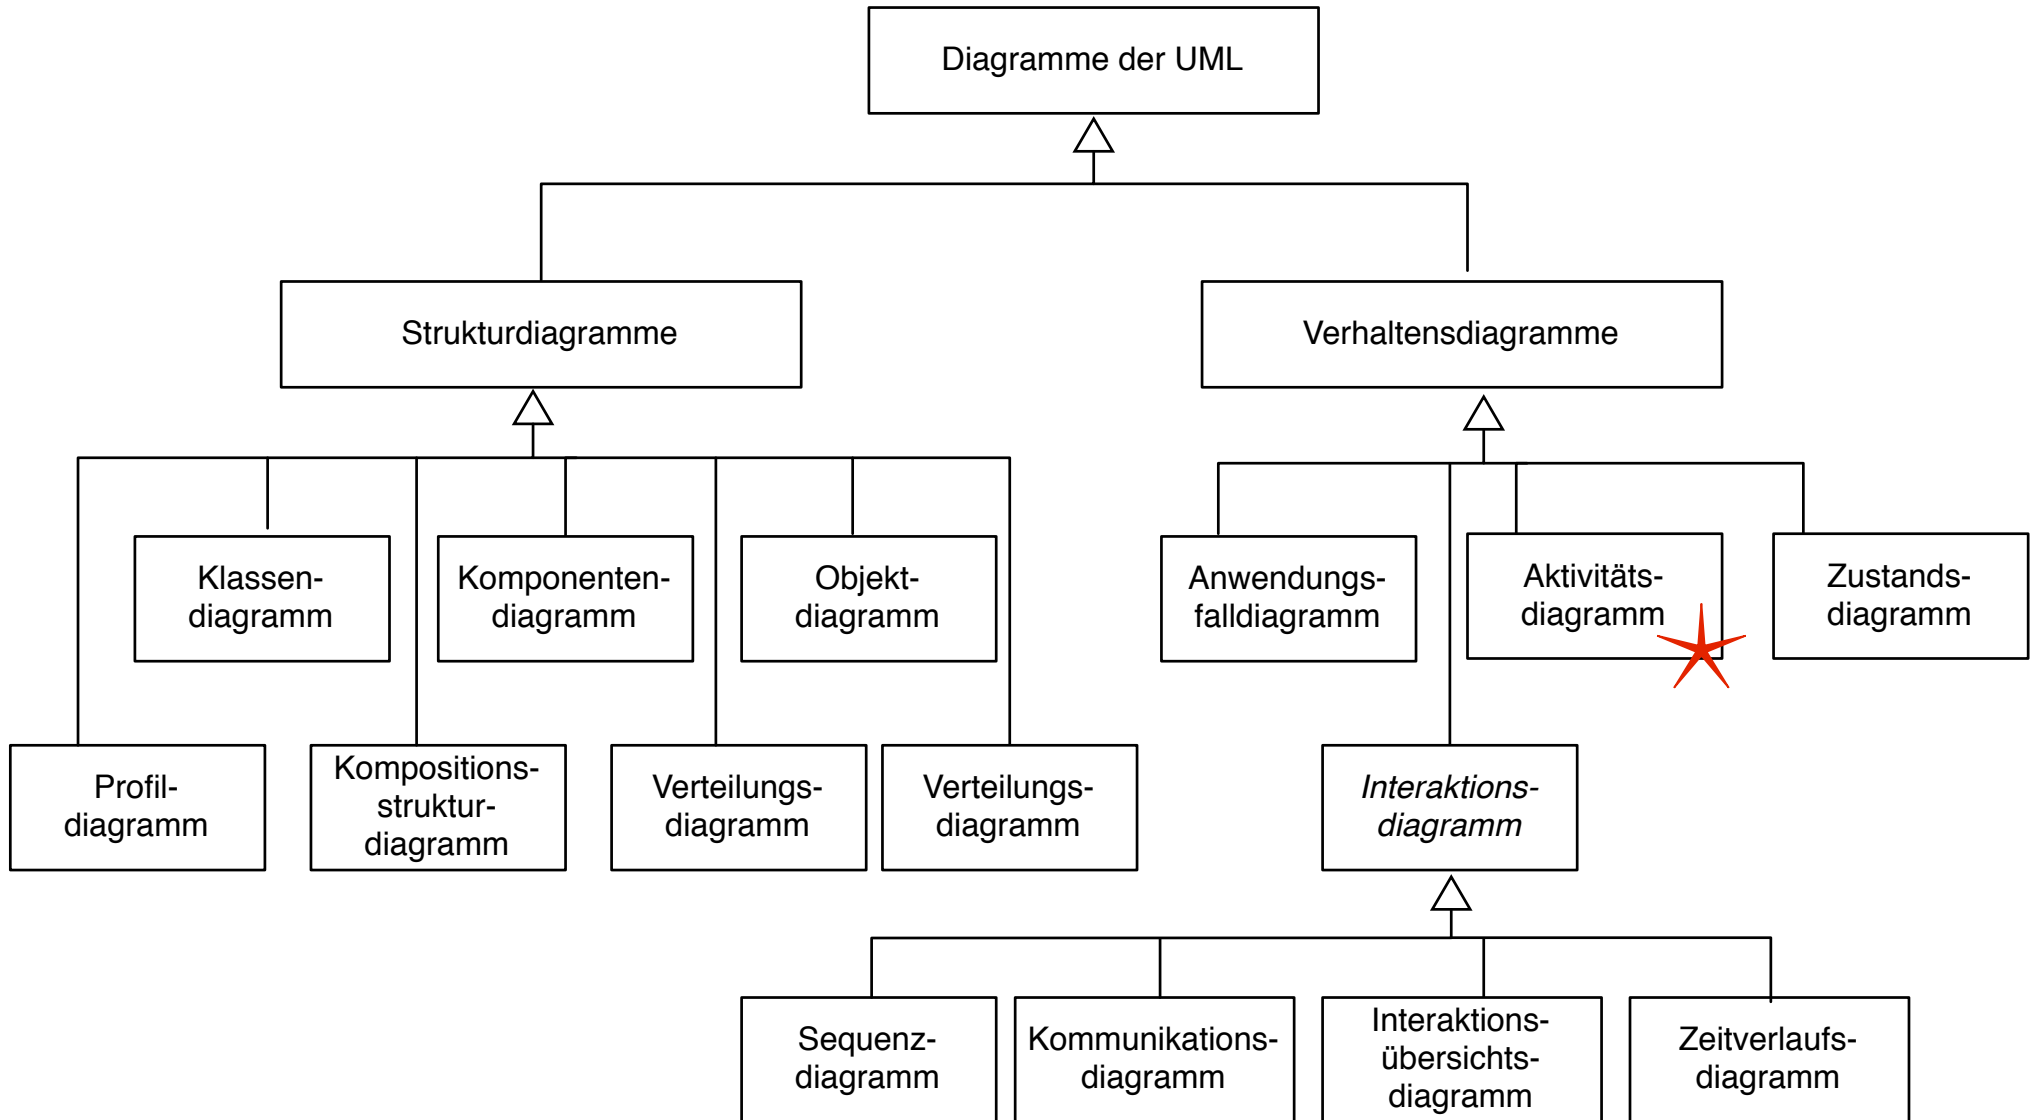 Diagramme der UML
Strukturdiagramme
Verhaltensdiagramme
Klassen-
diagramm
Komponenten-
diagramm
Objekt-
diagramm
Anwendungs-
falldiagramm
Aktivitäts-
diagramm
Zustands-
diagramm
Profil-
diagramm
Kompositions-
struktur-
diagramm
Verteilungs-
diagramm
Verteilungs-
diagramm
Interaktions-
diagramm
Sequenz-
diagramm
Kommunikations-
diagramm
Interaktions-
übersichts-
diagramm
Zeitverlaufs-
diagramm